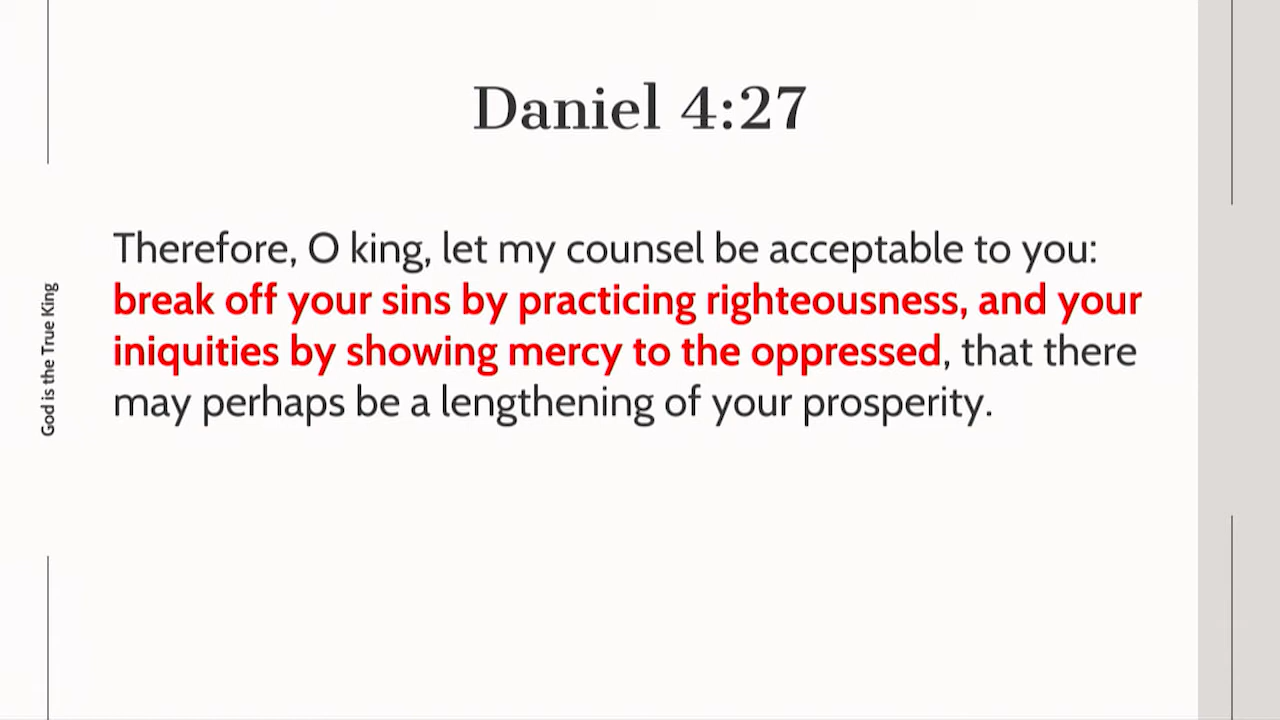 Daniel 4:27
Therefore, O king, let my counsel be acceptable to you:
break off your sins by practicing righteousness, and your
iniquities by showing mercy to the oppressed, that there
may perhaps be a lengthening of your prosperity.
God is the True King